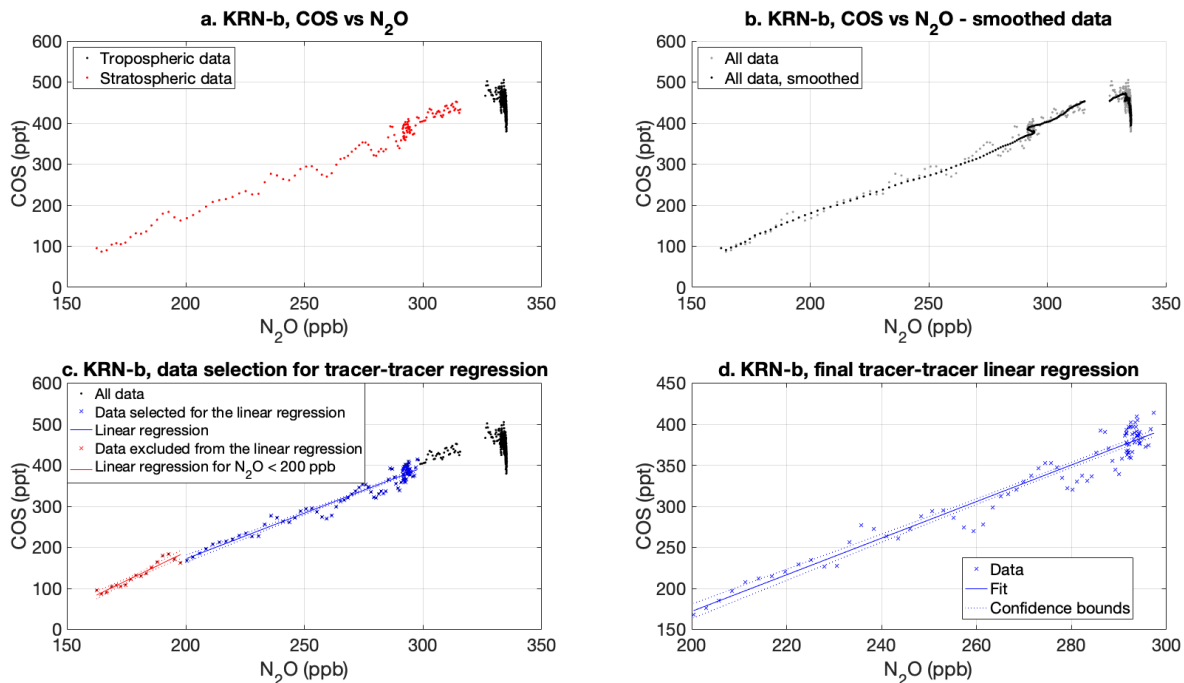 a. KRN-b, COS vs N2O
600
500
400
300
200
100
0
COS (ppt)
Tropospheric data
Stratospheric data
150 200 250 300 350
N2O (ppb)
b. KRN-b, COS vs N2O - smoothed data
600
500
400
300
200
100
0
COS (ppt)
All data
All data, smoothed
150 200 250 300 350
N2O (ppb)
c. KRN-b, data selection for tracer-tracer regression
600
500
400
300
200
100
0
COS (ppt)
All data
Data selected for the linear regression
Linear regression
Data excluded from the linear regression
Linear regression for N2O < 200 ppb
150 200 250 300 350
N2O (ppb)
d. KRN-b, final tracer-tracer linear regression
450
400
350
300
250
200
150
COS (ppt)
Data
Fit
Confidence bounds
200 220 240 260 280 300
N2O (ppb)